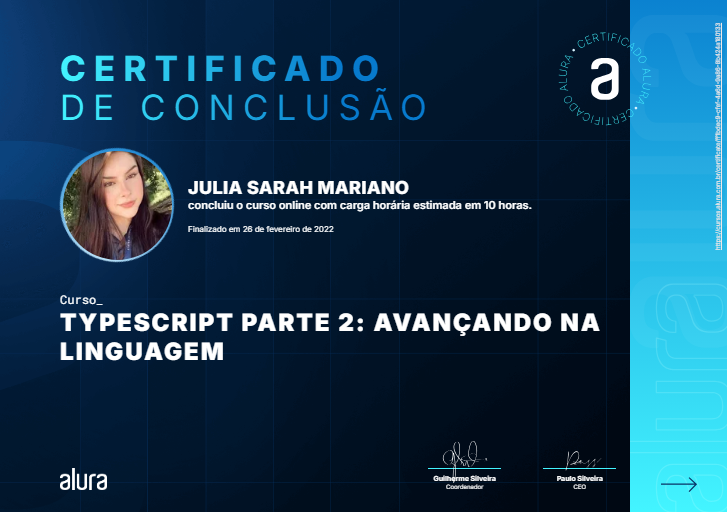 CERTIFICADO
DE CONCLUSÃO
CERTIFICADO ALURA • CERTIFICADO ALURA •
a
JULIA SARAH MARIANO
concluiu o curso online com carga horária estimada em 10 horas.
Finalizado em 26 de fevereiro de 2022
Curso_
TYPESCRIPT PARTE 2: AVANÇANDO NA
LINGUAGEM
alura
Guilherme Silveira
Coordenador
Paulo Silveira
CEO
alura